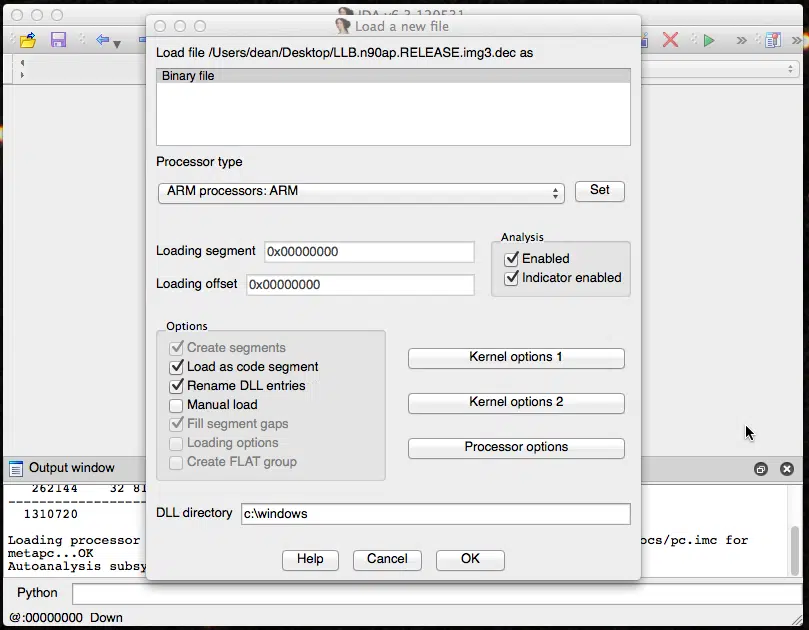 Load a new file
Load file /Users/dean/Desktop/LLB.n90ap.RELEASE.img3.dec as
Binary file
Processor type
ARM processors: ARM
Set
Loading segment 0x00000000
Loading offset 0x00000000
Analysis
Enabled
Indicator enabled
Options
Create segments
Load as code segment
Rename DLL entries
Manual load
Fill segment gaps
Loading options
Create FLAT group
Kernel options 1
Kernel options 2
Processor options
DLL directory c:\windows
Help Cancel OK
Output window
262144 32 81
--------------
1310720
Loading processor ocs/pc.imc for
metapc...OK
Autoanalysis subsy
Python
@:00000000 Down